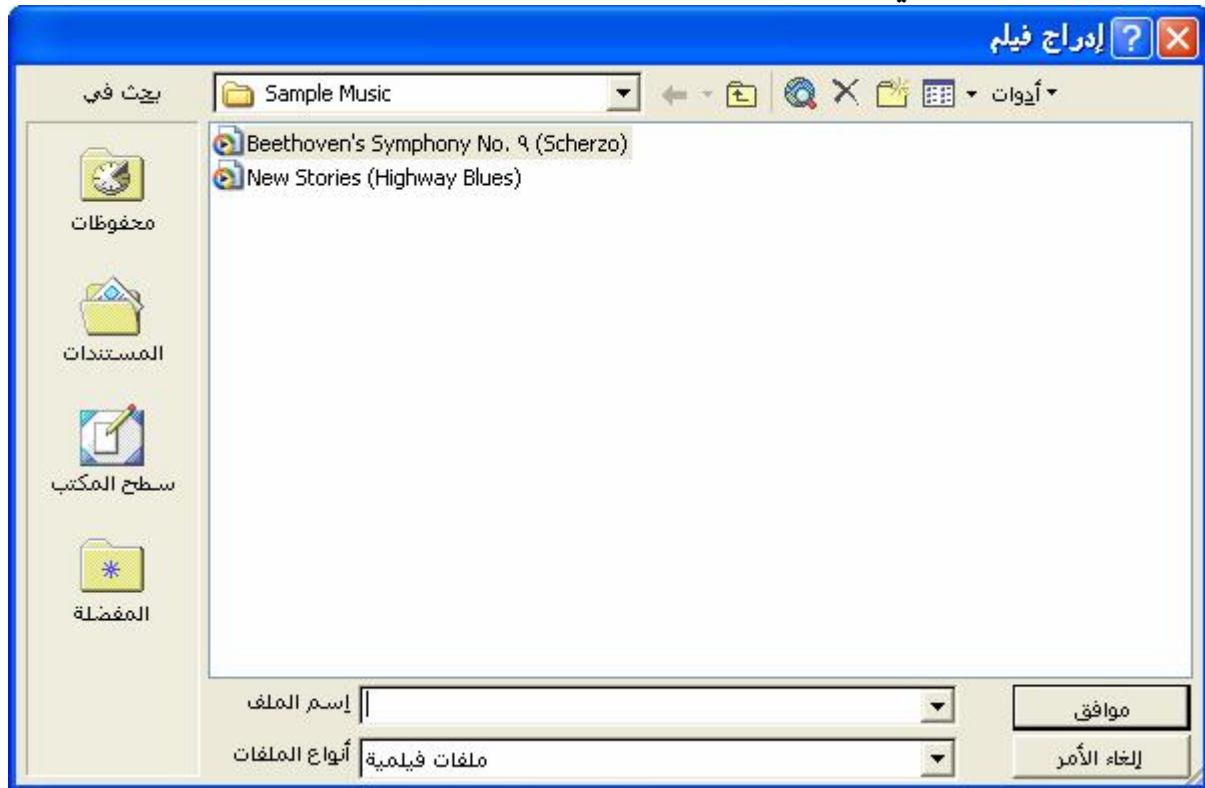 إدراج فيلم
بحث في
Sample Music
أدوات
Beethoven's Symphony No. ٩ (Scherzo)
New Stories (Highway Blues)
محفوظات
المستندات
سطح المكتب
المفضلة
إسم الملف
موافق
أنواع الملفات
ملفات فيلمية
إلغاء الأمر